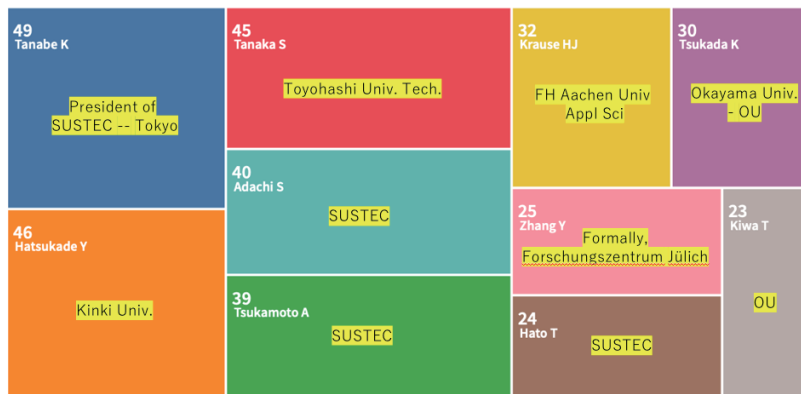 49
Tanabe K
President of
SUSTEC -- Tokyo
46
Hatsukade Y
Kinki Univ.
45
Tanaka S
Toyohashi Univ. Tech.
40
Adachi S
SUSTEC
39
Tsukamoto A
SUSTEC
32
Krause HJ
FH Aachen Univ
Appl Sci
30
Tsukada K
Okayama Univ.
- OU
25
Zhang Y
Formally,
Forschungszentrum Jülich
24
Hato T
SUSTEC
23
Kiwa T
OU